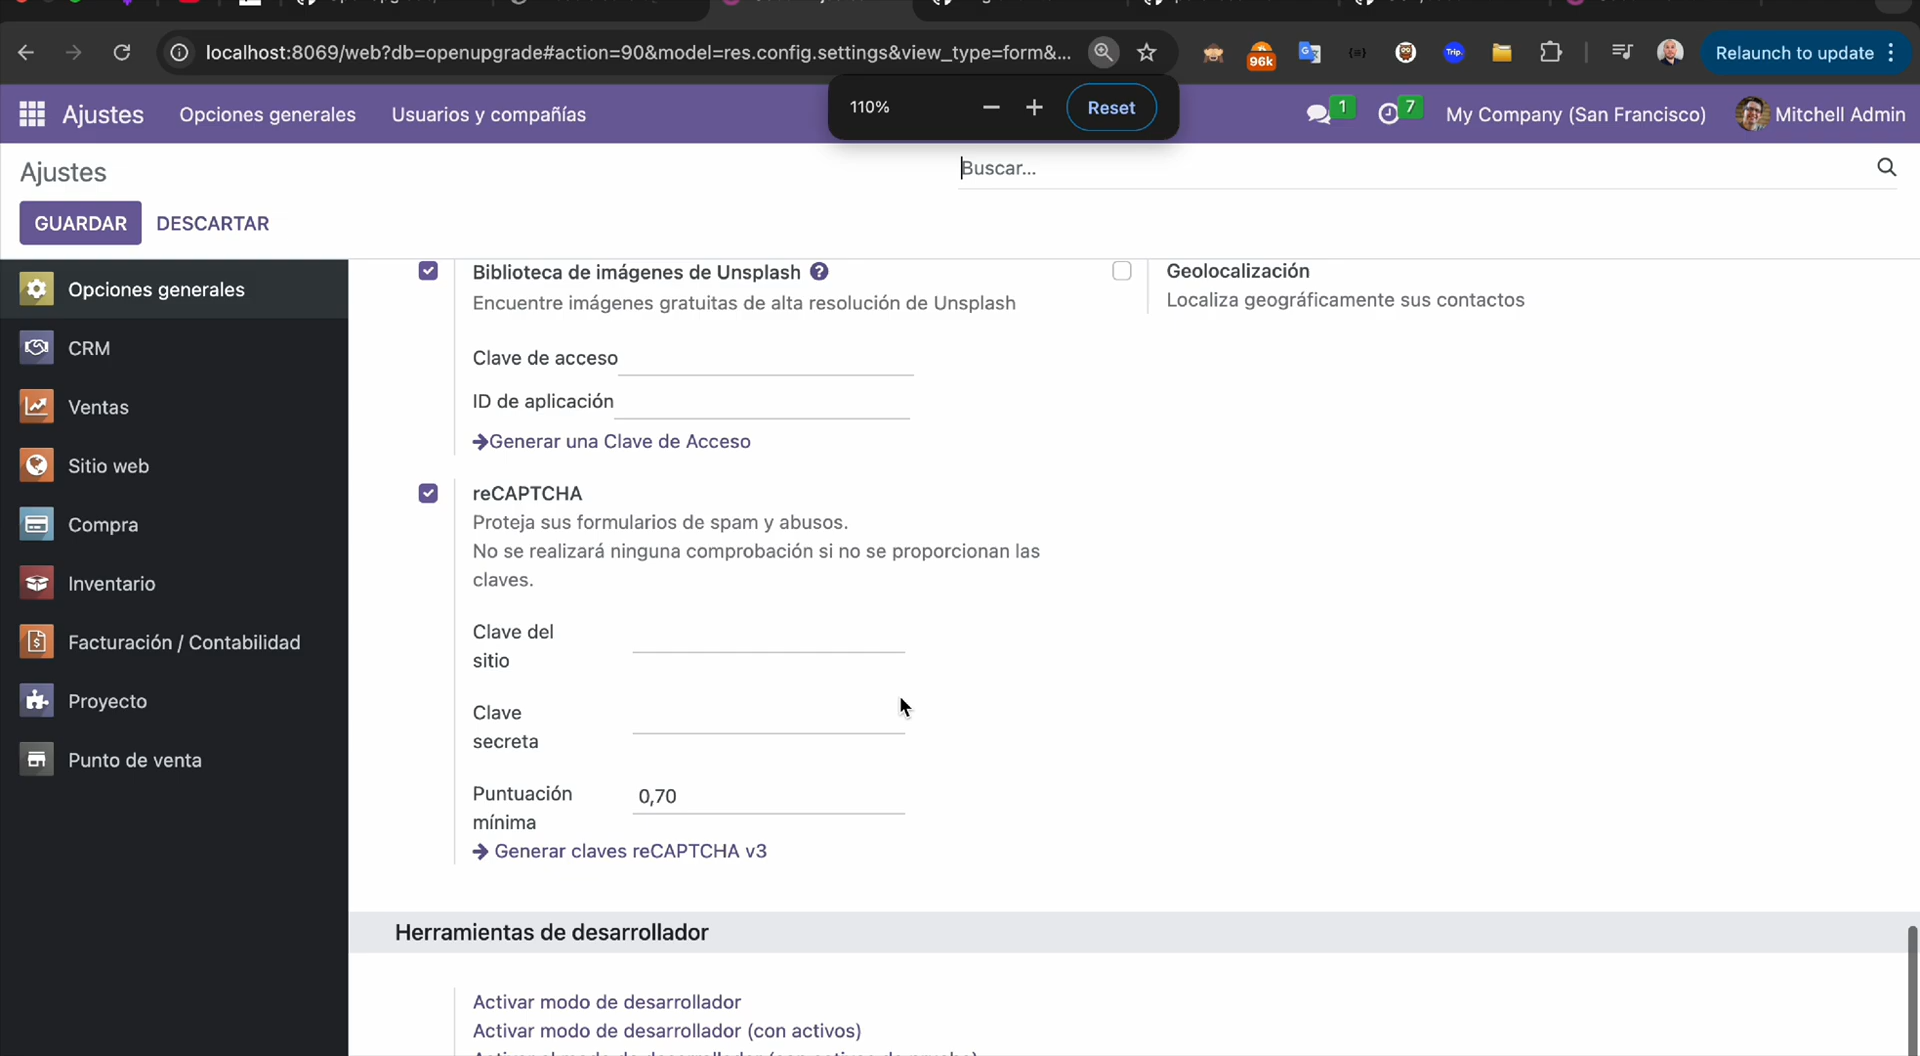 localhost:8069/web?db=openupgrade#action=90&model=res.config.settings&view_type=form&...
96k
Trip.
Relaunch to update
110%
Reset
Ajustes
Opciones generales
Usuarios y compañías
1
7
My Company (San Francisco)
Mitchell Admin
Ajustes
Buscar...
GUARDAR
DESCARTAR
Opciones generales
CRM
Ventas
Sitio web
Compra
Inventario
Facturación / Contabilidad
Proyecto
Punto de venta
Biblioteca de imágenes de Unsplash
Encuentre imágenes gratuitas de alta resolución de Unsplash
Clave de acceso
ID de aplicación
Generar una Clave de Acceso
Geolocalización
Localiza geográficamente sus contactos
reCAPTCHA
Proteja sus formularios de spam y abusos.
No se realizará ninguna comprobación si no se proporcionan las
claves.
Clave del
sitio
Clave
secreta
Puntuación
mínima
0,70
Generar claves reCAPTCHA v3
Herramientas de desarrollador
Activar modo de desarrollador
Activar modo de desarrollador (con activos)